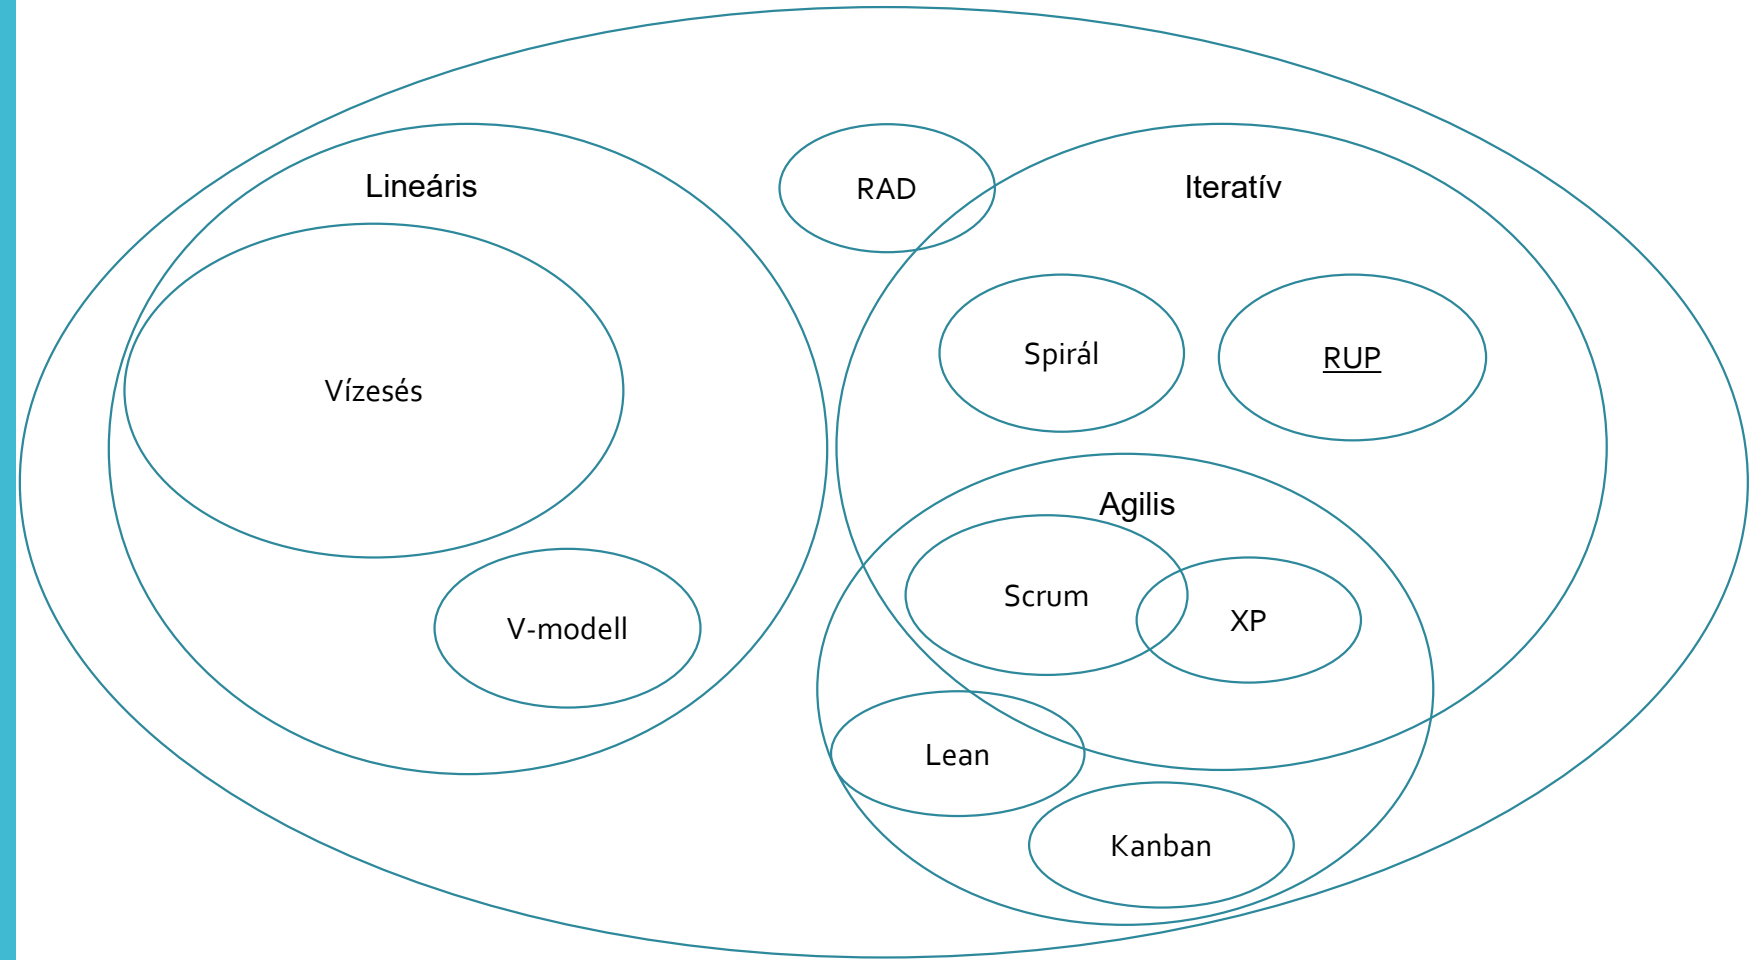 Lineáris
RAD
Iteratív
Vízesés
Spirál
RUP
V-modell
Agilis
Scrum
XP
Lean
Kanban